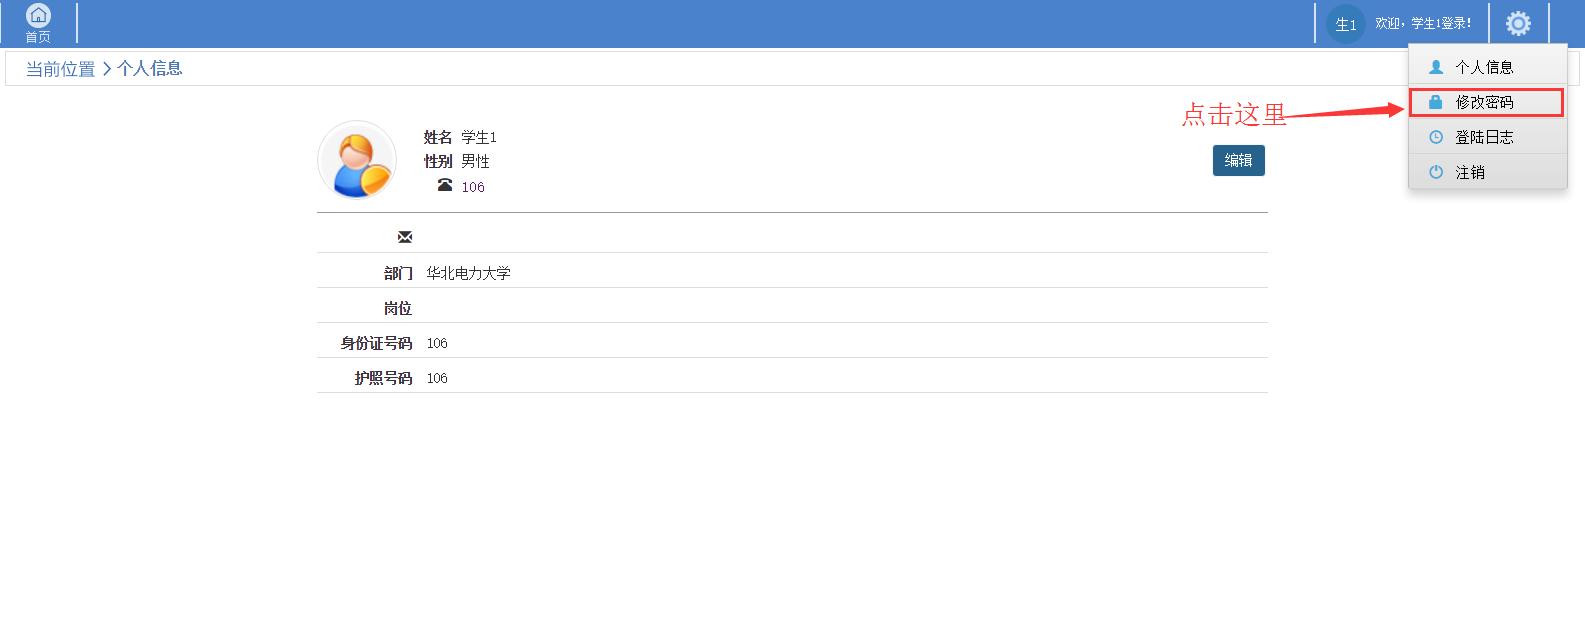 首页
生1 欢迎，学生1登录！
当前位置 > 个人信息
个人信息
修改密码
登陆日志
注销
点击这里
姓名 学生1
性别 男性
106
编辑
部门 华北电力大学
岗位
身份证号码 106
护照号码 106